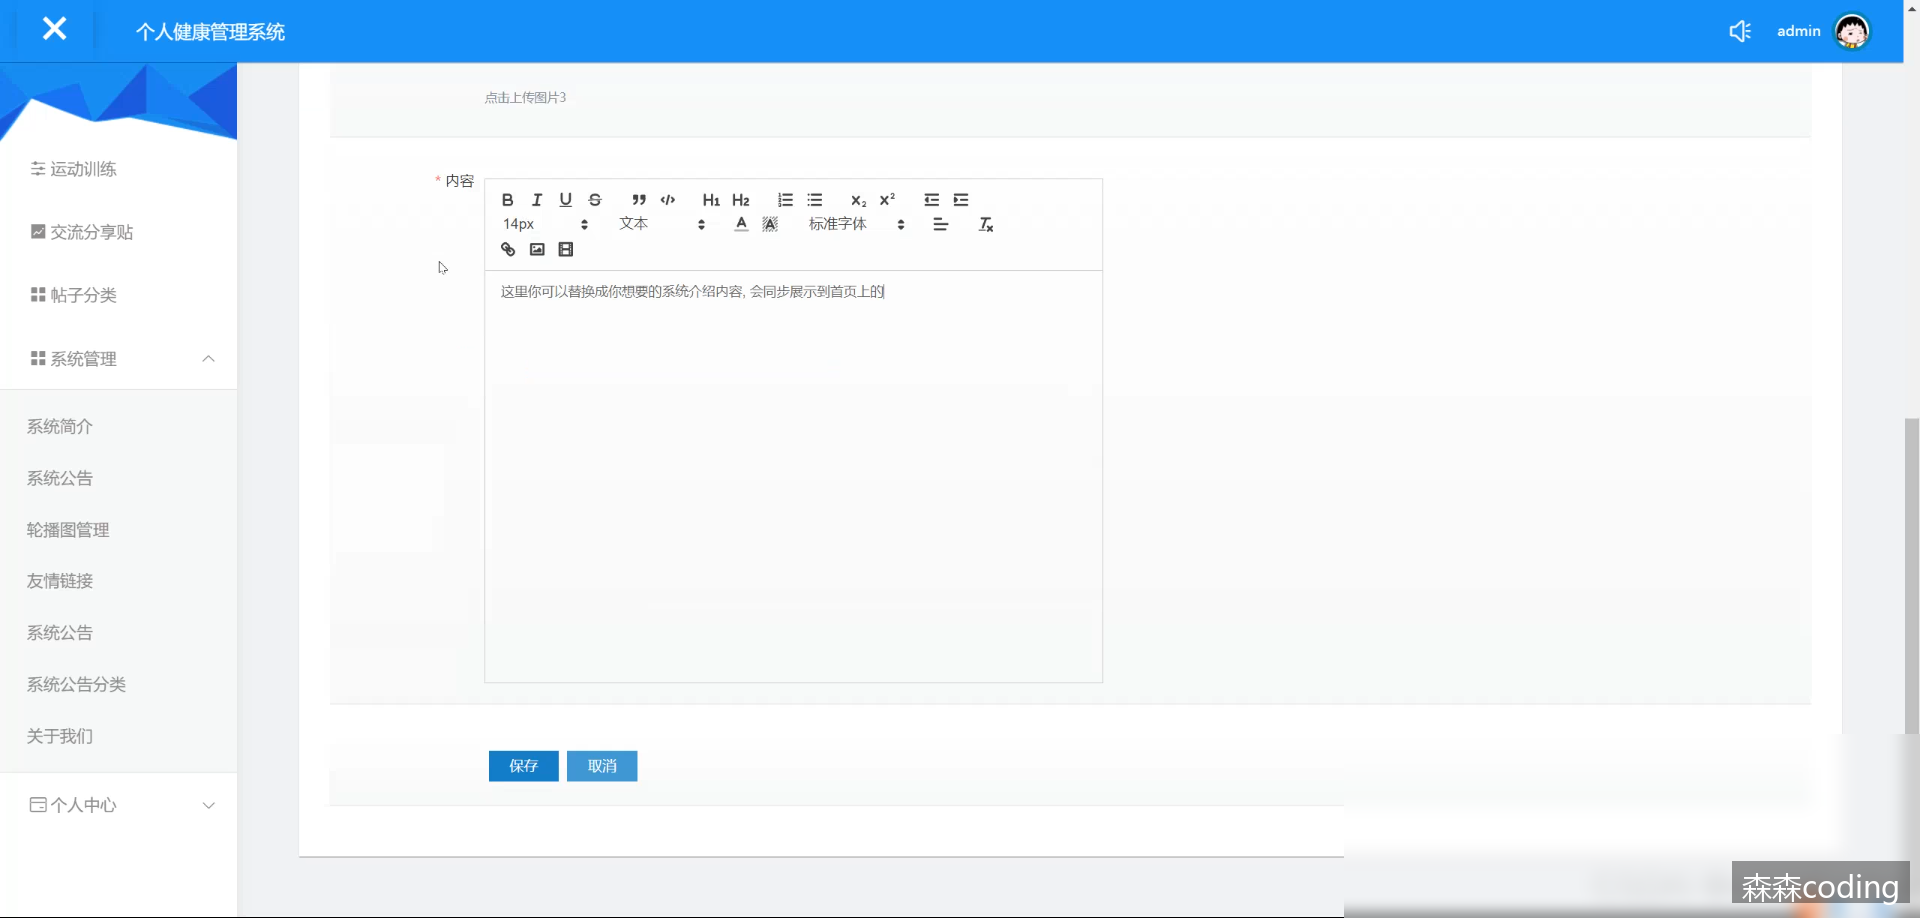 个人健康管理系统
admin
点击上传图片3
运动训练
交流分享贴
帖子分类
系统管理
系统简介
系统公告
轮播图管理
友情链接
系统公告
系统公告分类
关于我们
个人中心
* 内容
B I U S H1 H2 x₂ x²
14px 文本 A A 标准字体 Tx
这里你可以替换成你想要的系统介绍内容, 会同步展示到首页上的
保存 取消
森森coding